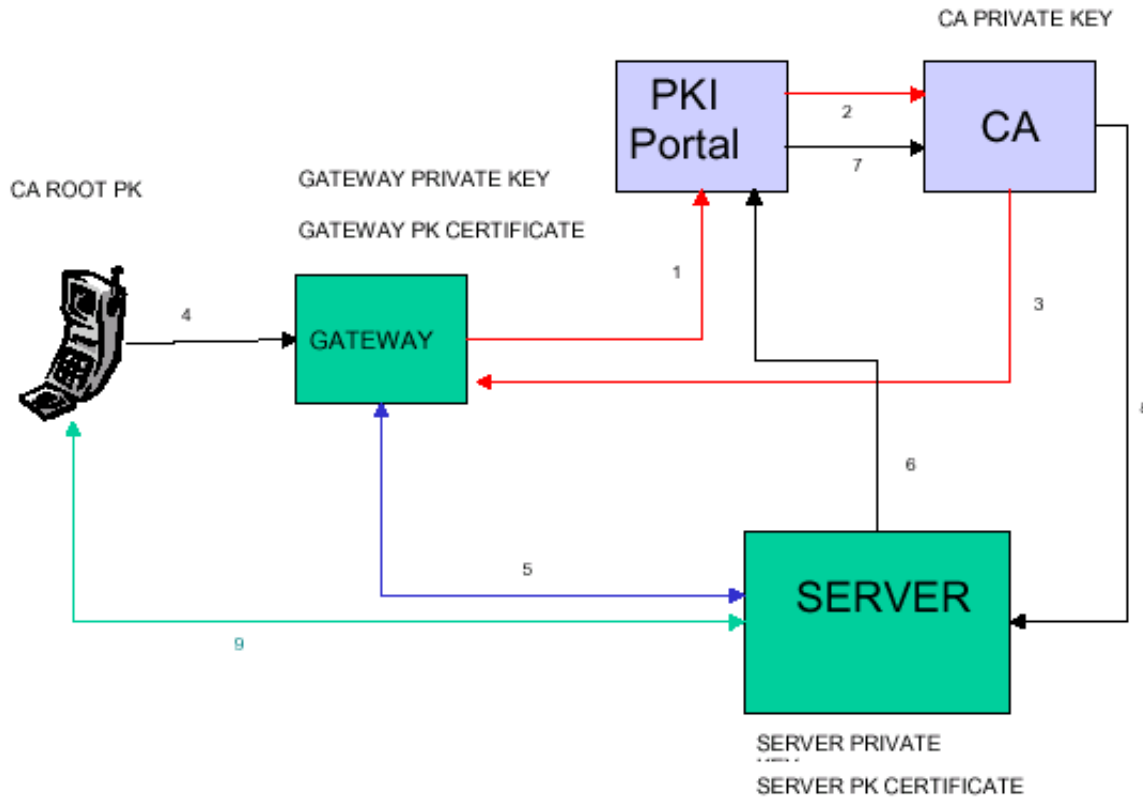 CA PRIVATE KEY
PKI
Portal
2
CA
7
CA ROOT PK
GATEWAY PRIVATE KEY
GATEWAY PK CERTIFICATE
1
3
4
GATEWAY
6
5
SERVER
9
SERVER PRIVATE
SERVER PK CERTIFICATE